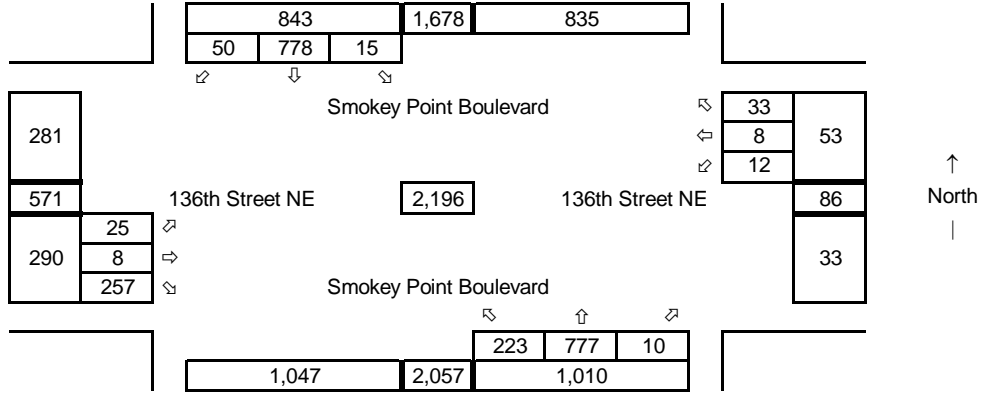 843 1,678 835
50 778 15
Smokey Point Boulevard 33
281 8 53
12 ↑
571 136th Street NE 2,196 136th Street NE 86 North
25 |
290 8 33
257 Smokey Point Boulevard
223 777 10
1,047 2,057 1,010